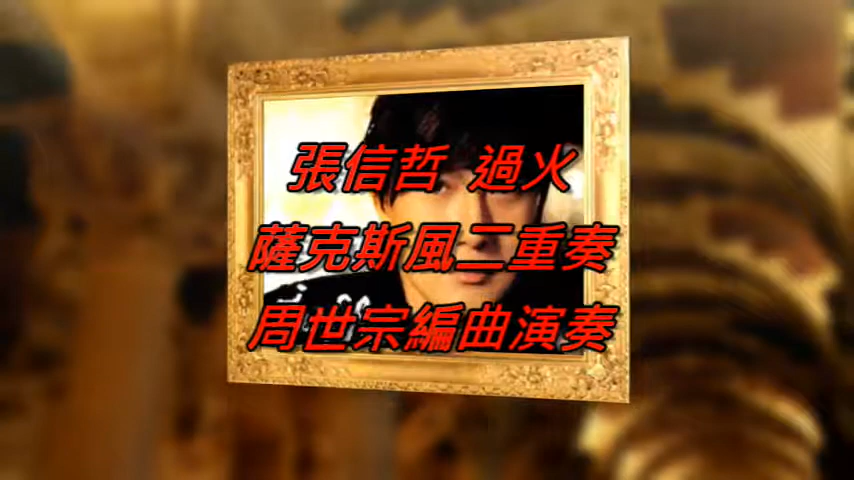 張信哲 過火
薩克斯風二重奏
周世宗編曲演奏